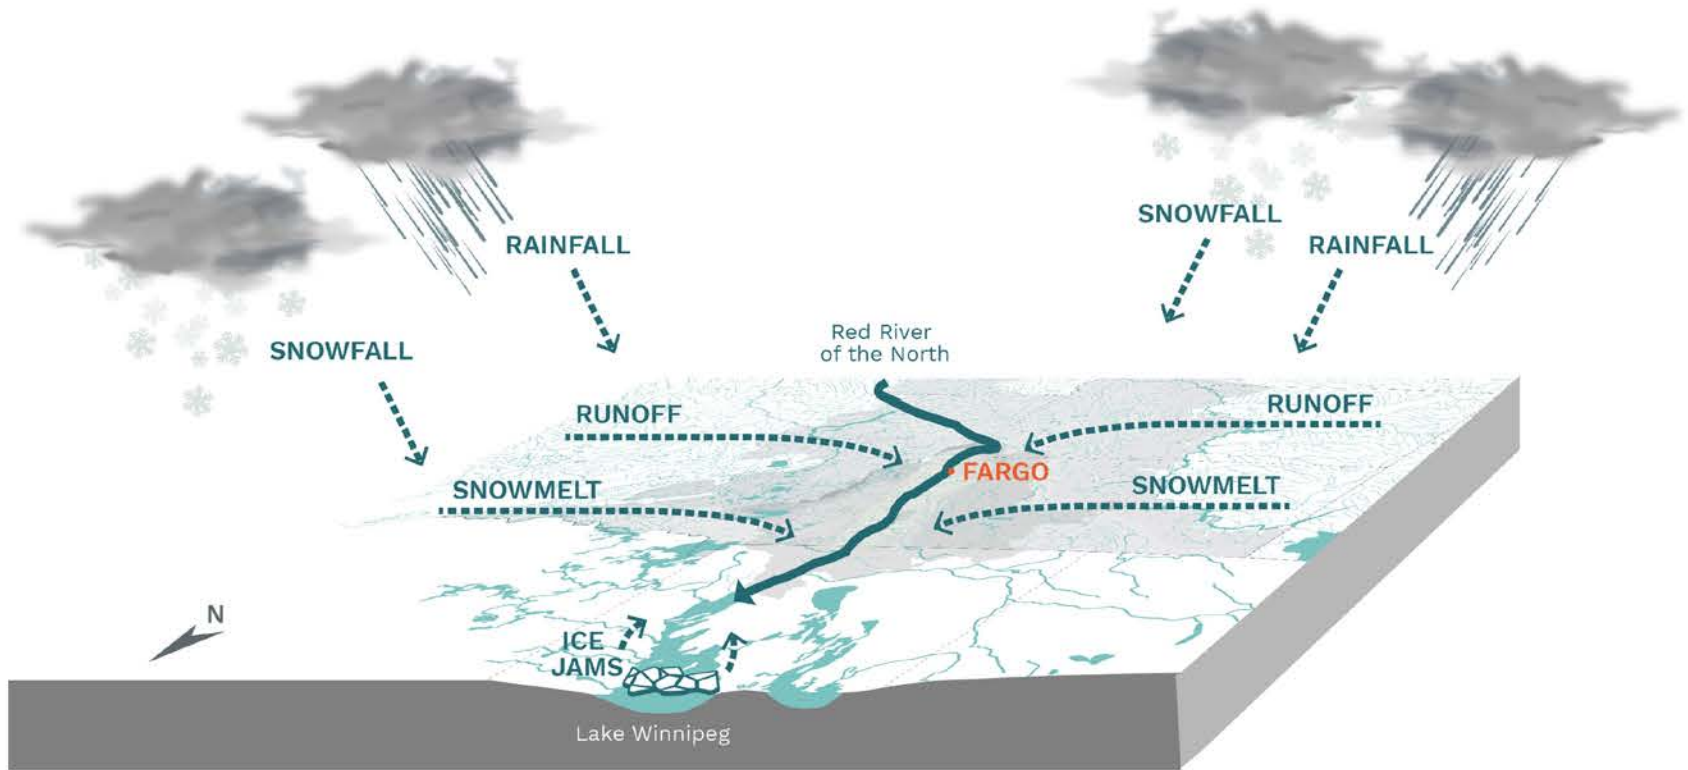 SNOWFALL
RAINFALL
RAINFALL
SNOWFALL
Red River
of the North
RUNOFF
RUNOFF
FARGO
SNOWMELT
SNOWMELT
N
ICE
JAMS
Lake Winnipeg